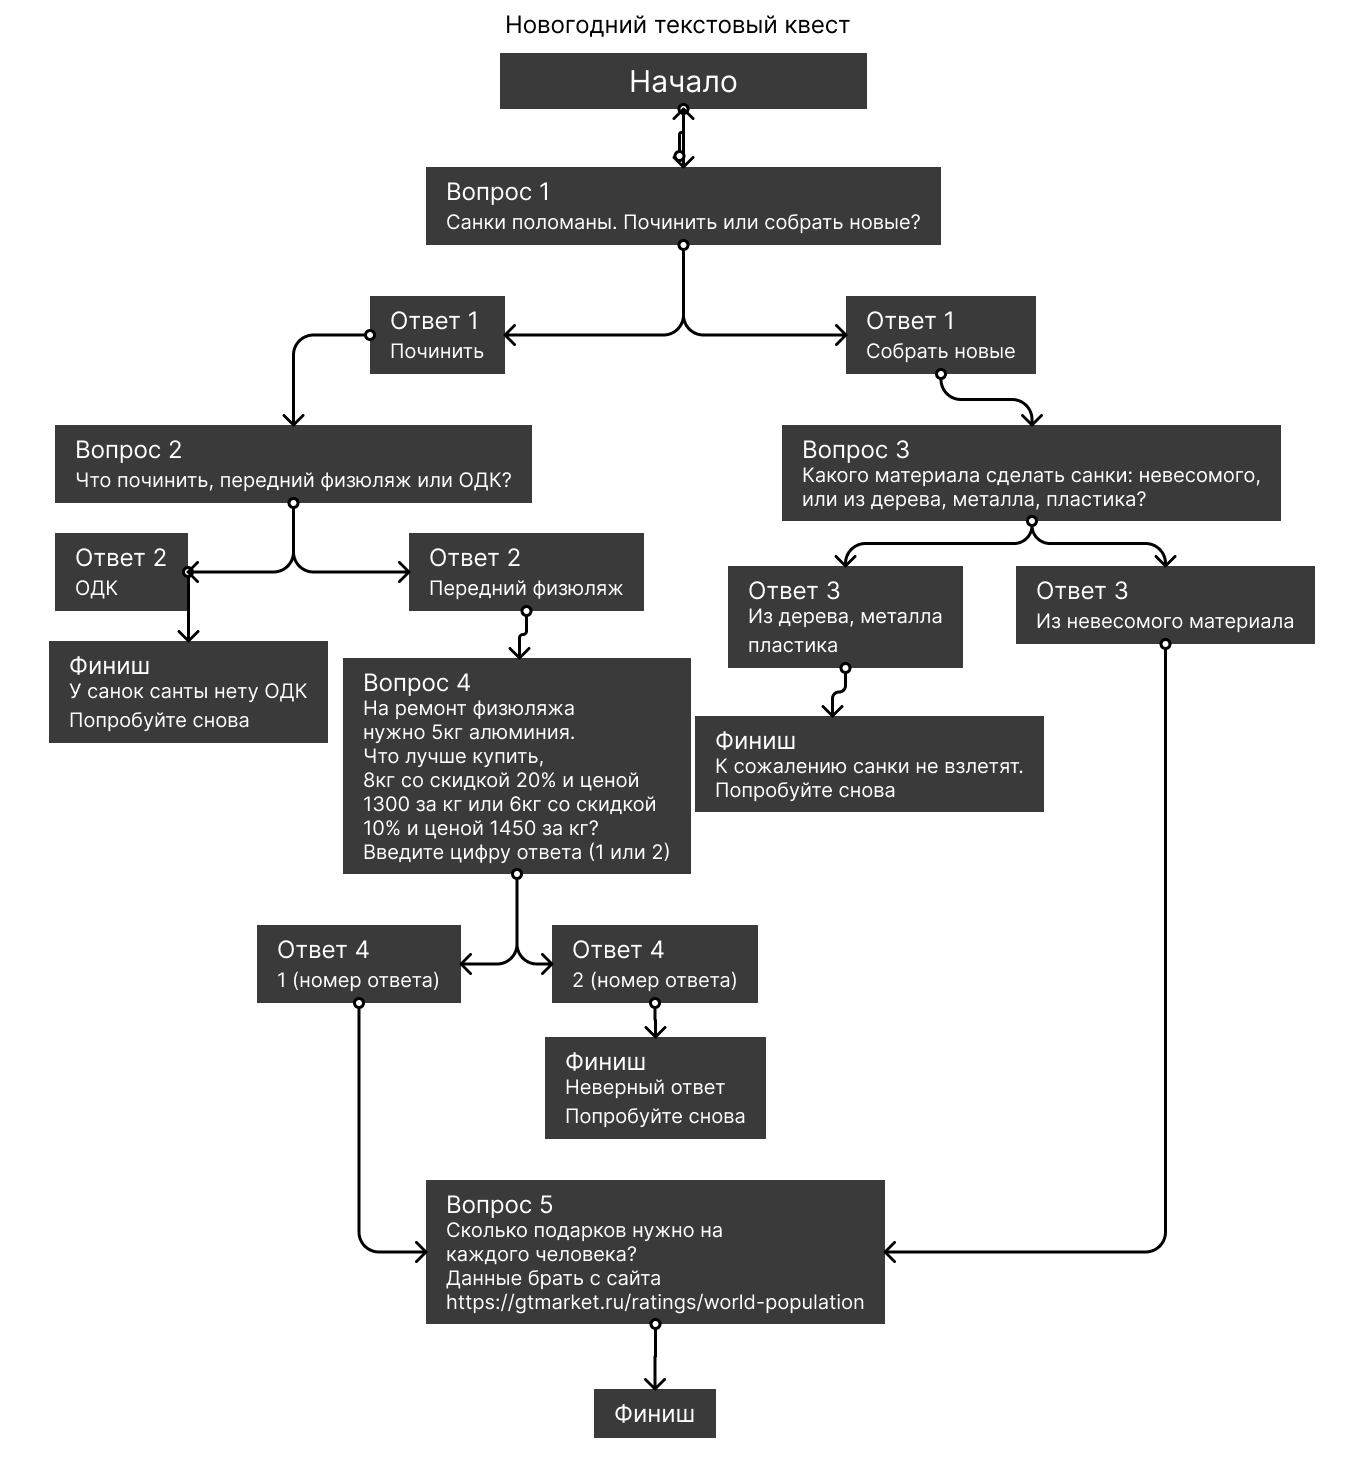 Новогодний текстовый квест
Начало
Вопрос 1
Санки поломаны. Починить или собрать новые?
Ответ 1
Починить
Ответ 1
Собрать новые
Вопрос 2
Что починить, передний физюляж или ОДК?
Вопрос 3
Какого материала сделать санки: невесомого,
или из дерева, металла, пластика?
Ответ 2
ОДК
Ответ 2
Передний физюляж
Ответ 3
Из дерева, металла
пластика
Ответ 3
Из невесомого материала
Финиш
У санок санты нету ОДК
Попробуйте снова
Вопрос 4
На ремонт физюляжа
нужно 5кг алюминия.
Что лучше купить,
8кг со скидкой 20% и ценой
1300 за кг или 6кг со скидкой
10% и ценой 1450 за кг?
Введите цифру ответа (1 или 2)
Финиш
К сожалению санки не взлетят.
Попробуйте снова
Ответ 4
1 (номер ответа)
Ответ 4
2 (номер ответа)
Финиш
Неверный ответ
Попробуйте снова
Вопрос 5
Сколько подарков нужно на
каждого человека?
Данные брать с сайта
https://gtmarket.ru/ratings/world-population
Финиш